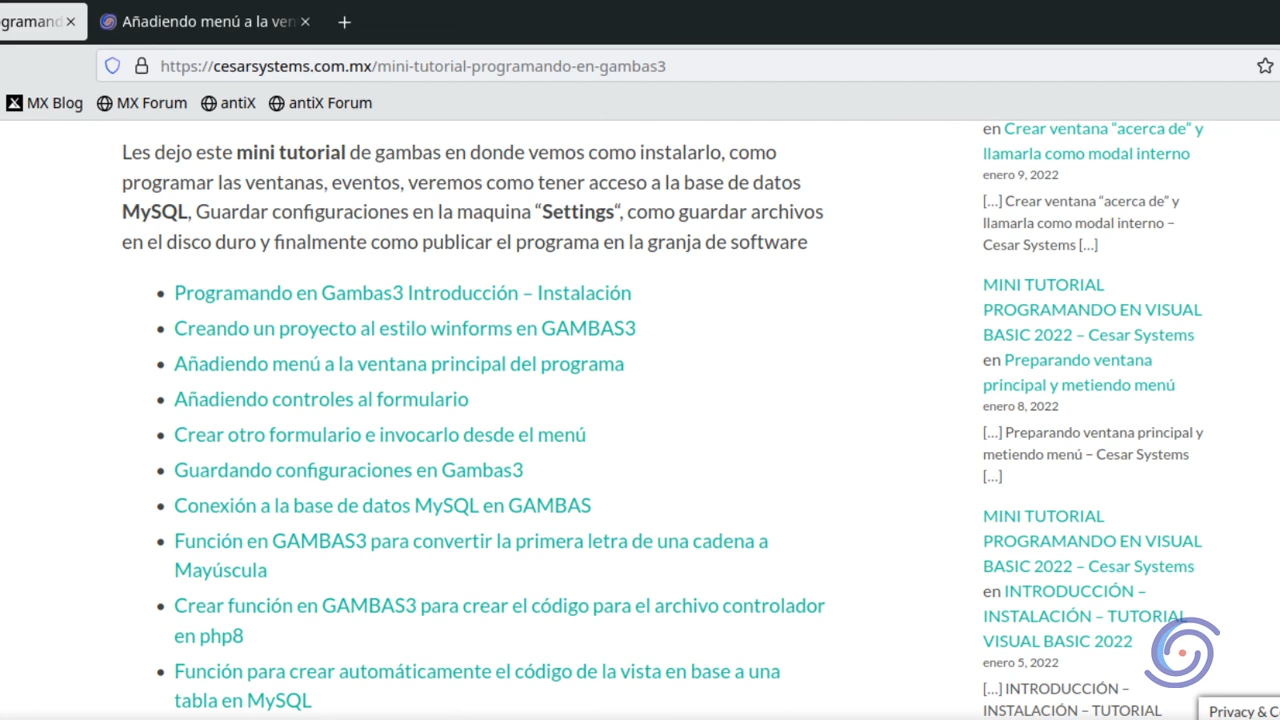 ogramando
Añadiendo menú a la ven
https://cesarsystems.com.mx/mini-tutorial-programando-en-gambas3
MX Blog MX Forum antiX antiX Forum
Les dejo este mini tutorial de gambas en donde vemos como instalarlo, como
programar las ventanas, eventos, veremos como tener acceso a la base de datos
MySQL, Guardar configuraciones en la maquina “Settings“, como guardar archivos
en el disco duro y finalmente como publicar el programa en la granja de software
Programando en Gambas3 Introducción – Instalación
Creando un proyecto al estilo winforms en GAMBAS3
Añadiendo menú a la ventana principal del programa
Añadiendo controles al formulario
Crear otro formulario e invocarlo desde el menú
Guardando configuraciones en Gambas3
Conexión a la base de datos MySQL en GAMBAS
Función en GAMBAS3 para convertir la primera letra de una cadena a
Mayúscula
Crear función en GAMBAS3 para crear el código para el archivo controlador
en php8
Función para crear automáticamente el código de la vista en base a una
tabla en MySQL
en Crear ventana “acerca de” y
llamarla como modal interno
enero 9, 2022
[…] Crear ventana “acerca de” y
llamarla como modal interno –
Cesar Systems […]
MINI TUTORIAL
PROGRAMANDO EN VISUAL
BASIC 2022 – Cesar Systems
en Preparando ventana
principal y metiendo menú
enero 8, 2022
[…] Preparando ventana principal y
metiendo menú – Cesar Systems
[…]
MINI TUTORIAL
PROGRAMANDO EN VISUAL
BASIC 2022 – Cesar Systems
en INTRODUCCIÓN –
INSTALACIÓN – TUTORIAL
VISUAL BASIC 2022
enero 5, 2022
[…] INTRODUCCIÓN –
INSTALACIÓN – TUTORIAL
Privacy & C